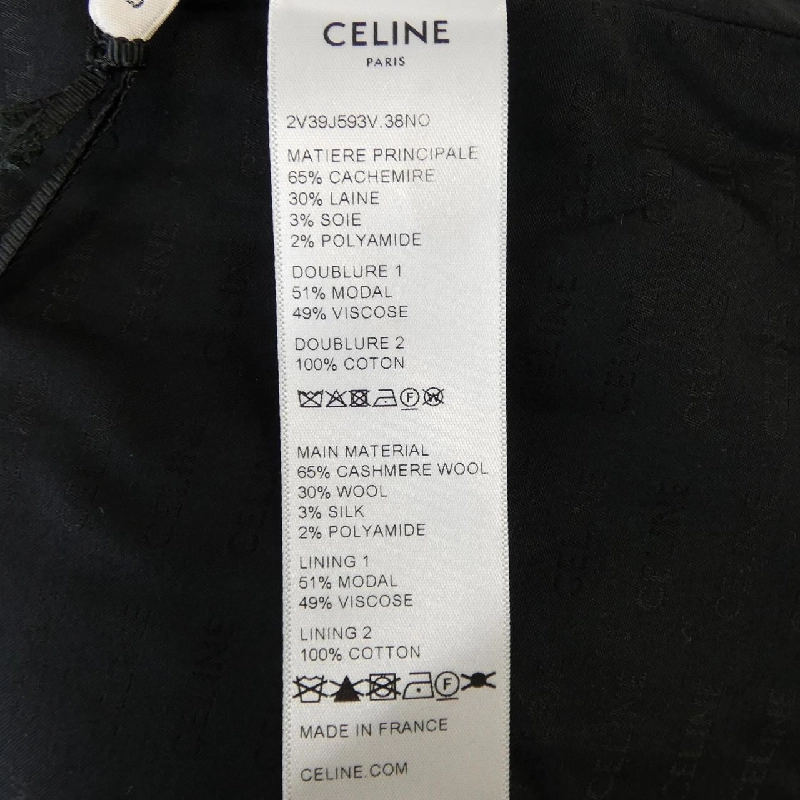 CELINE
PARIS
2V39J593V.38NO
MATIERE PRINCIPALE
65% CACHEMIRE
30% LAINE
3% SOIE
2% POLYAMIDE
DOUBLURE 1
51% MODAL
49% VISCOSE
DOUBLURE 2
100% COTON
MAIN MATERIAL
65% CASHMERE WOOL
30% WOOL
3% SILK
2% POLYAMIDE
LINING 1
51% MODAL
49% VISCOSE
LINING 2
100% COTTON
MADE IN FRANCE
CELINE.COM